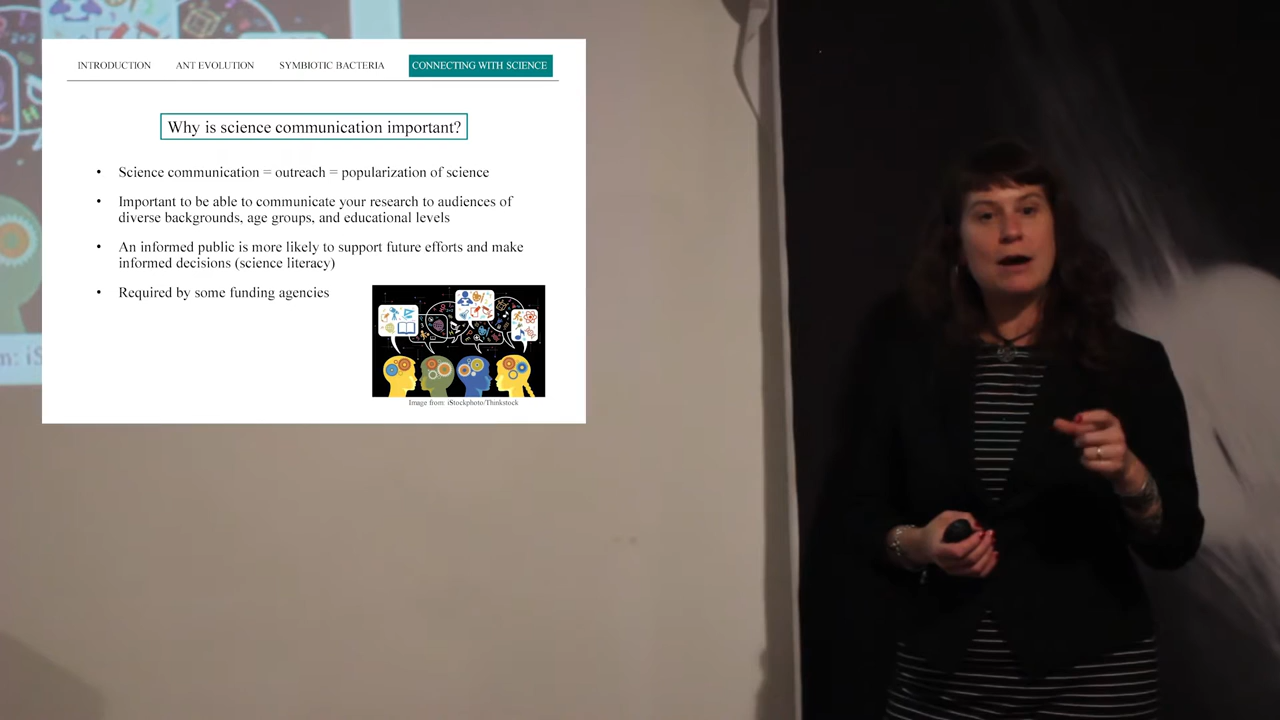 INTRODUCTION ANT EVOLUTION SYMBIOTIC BACTERIA CONNECTING WITH SCIENCE
Why is science communication important?
• Science communication = outreach = popularization of science
• Important to be able to communicate your research to audiences of
diverse backgrounds, age groups, and educational levels
• An informed public is more likely to support future efforts and make
informed decisions (science literacy)
• Required by some funding agencies
Image from: iStockphoto/Thinkstock
m: iS